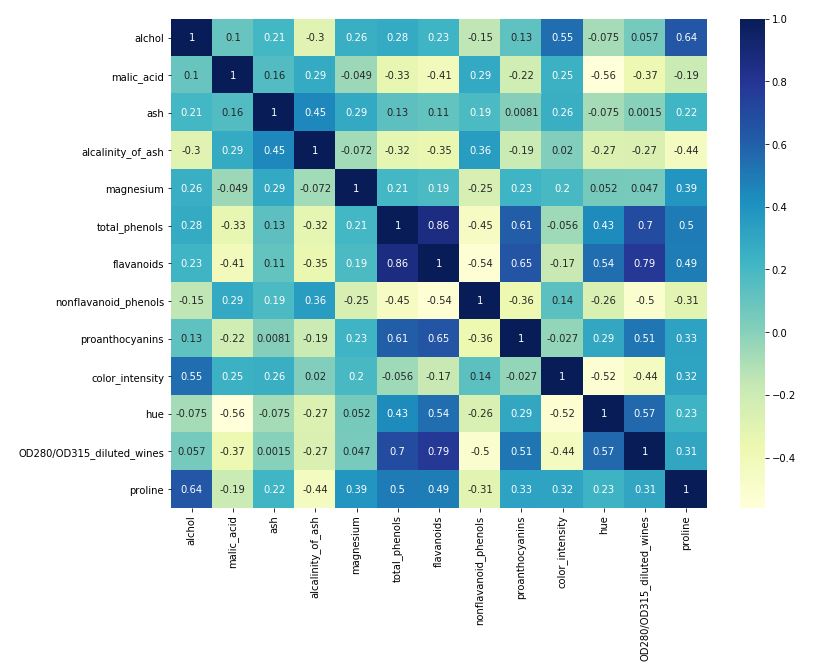 alchol 1 0.1 0.21 -0.3 0.26 0.28 0.23 -0.15 0.13 0.55 -0.075 0.057 0.64
malic_acid 0.1 1 0.16 0.29 -0.049 -0.33 -0.41 0.29 -0.22 0.25 -0.56 -0.37 -0.19
ash 0.21 0.16 1 0.45 0.29 0.13 0.11 0.19 0.0081 0.26 -0.075 0.0015 0.22
alcalinity_of_ash -0.3 0.29 0.45 1 -0.072 -0.32 -0.35 0.36 -0.19 0.02 -0.27 -0.27 -0.44
magnesium 0.26 -0.049 0.29 -0.072 1 0.21 0.19 -0.25 0.23 0.2 0.052 0.047 0.39
total_phenols 0.28 -0.33 0.13 -0.32 0.21 1 0.86 -0.45 0.61 -0.056 0.43 0.7 0.5
flavanoids 0.23 -0.41 0.11 -0.35 0.19 0.86 1 -0.54 0.65 -0.17 0.54 0.79 0.49
nonflavanoid_phenols -0.15 0.29 0.19 0.36 -0.25 -0.45 -0.54 1 -0.36 0.14 -0.26 -0.5 -0.31
proanthocyanins 0.13 -0.22 0.0081 -0.19 0.23 0.61 0.65 -0.36 1 -0.027 0.29 0.51 0.33
color_intensity 0.55 0.25 0.26 0.02 0.2 -0.056 -0.17 0.14 -0.027 1 -0.52 -0.44 0.32
hue -0.075 -0.56 -0.075 -0.27 0.052 0.43 0.54 -0.26 0.29 -0.52 1 0.57 0.23
OD280/OD315_diluted_wines 0.057 -0.37 0.0015 -0.27 0.047 0.7 0.79 -0.5 0.51 -0.44 0.57 1 0.31
proline 0.64 -0.19 0.22 -0.44 0.39 0.5 0.49 -0.31 0.33 0.32 0.23 0.31 1
alchol
malic_acid
ash
alcalinity_of_ash
magnesium
total_phenols
flavanoids
nonflavanoid_phenols
proanthocyanins
color_intensity
hue
OD280/OD315_diluted_wines
proline
1.0
0.8
0.6
0.4
0.2
0.0
−0.2
−0.4